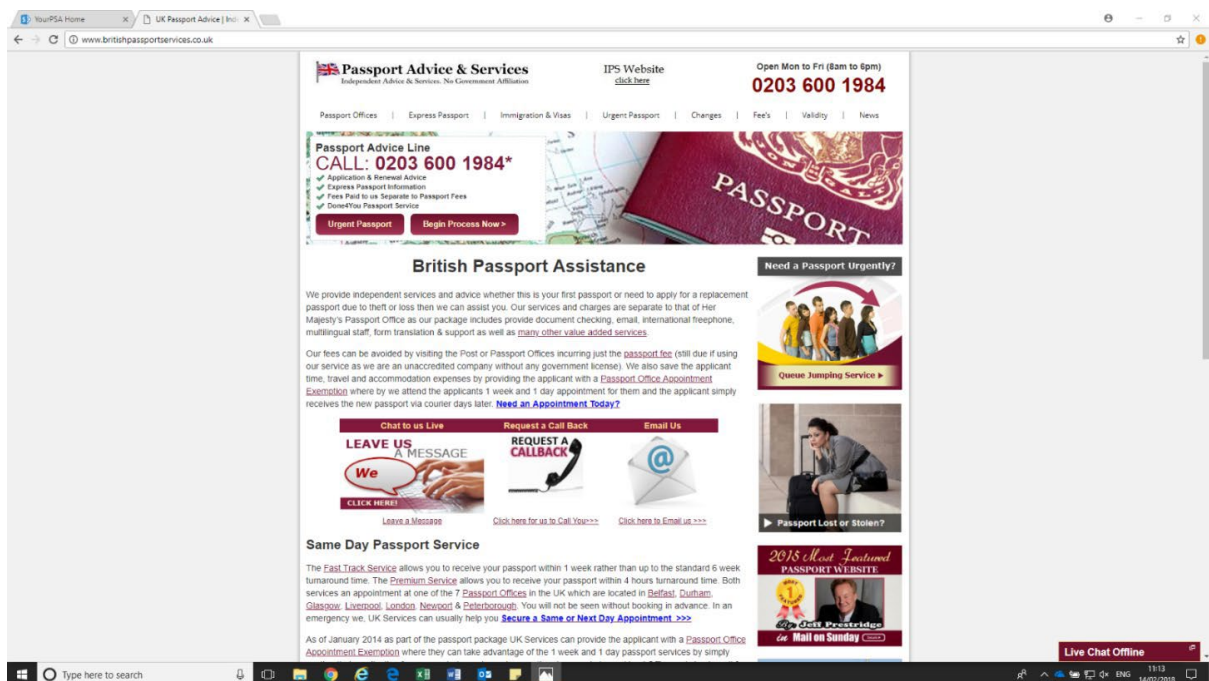 YourPSA Home
UK Passport Advice | Ind
www.britishpassportservices.co.uk
Passport Advice & Services
Independent Advice & Services. No Government Affiliation
IPS Website
click here
Open Mon to Fri (8am to 6pm)
0203 600 1984
Passport Offices | Express Passport | Immigration & Visas | Urgent Passport | Changes | Fee's | Validity | News
Passport Advice Line
CALL: 0203 600 1984*
Application & Renewal Advice
Express Passport Information
Fees Paid to us Separate to Passport Fees
Done4You Passport Service
Urgent Passport
Begin Process Now >
PASSPORT
British Passport Assistance
We provide independent services and advice whether this is your first passport or need to apply for a replacement
passport due to theft or loss then we can assist you. Our services and charges are separate to that of Her
Majesty's Passport Office as our package includes provide document checking, email, international freephone,
multilingual staff, form translation & support as well as many other value added services.
Our fees can be avoided by visiting the Post or Passport Offices incurring just the passport fee (still due if using
our service as we are an unaccredited company without any government license). We also save the applicant
time, travel and accommodation expenses by providing the applicant with a Passport Office Appointment
Exemption where by we attend the applicants 1 week and 1 day appointment for them and the applicant simply
receives the new passport via courier days later. Need an Appointment Today?
Chat to us Live
Request a Call Back
Email Us
LEAVE US
A MESSAGE
We
CLICK HERE!
REQUEST A
CALLBACK
@
Leave a Message
Click here for us to Call You>>>
Click here to Email us >>>
Same Day Passport Service
The Fast Track Service allows you to receive your passport within 1 week rather than up to the standard 6 week
turnaround time. The Premium Service allows you to receive your passport within 4 hours turnaround time. Both
services an appointment at one of the 7 Passport Offices in the UK which are located in Belfast, Durham,
Glasgow, Liverpool, London, Newport & Peterborough. You will not be seen without booking in advance. In an
emergency we, UK Services can usually help you Secure a Same or Next Day Appointment >>>
As of January 2014 as part of the passport package UK Services can provide the applicant with a Passport Office
Appointment Exemption where they can take advantage of the 1 week and 1 day passport services by simply
Need a Passport Urgently?
Queue Jumping Service
Passport Lost or Stolen?
2015 Most Featured
PASSPORT WEBSITE
By Jeff Prestridge
in Mail on Sunday
Live Chat Offline
Type here to search
ENG
11:13
14/02/2018